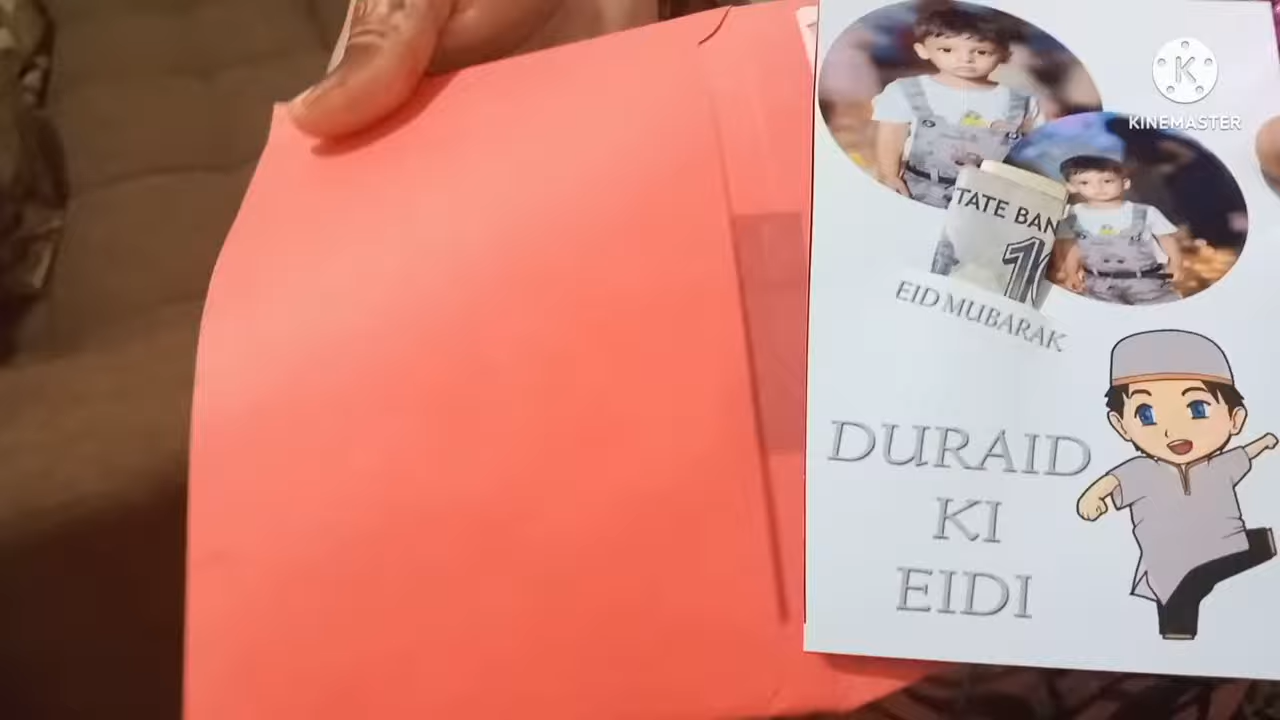 K
KINEMASTER
TATE BAN
EID MUBARAK
DURAID
KI
EIDI